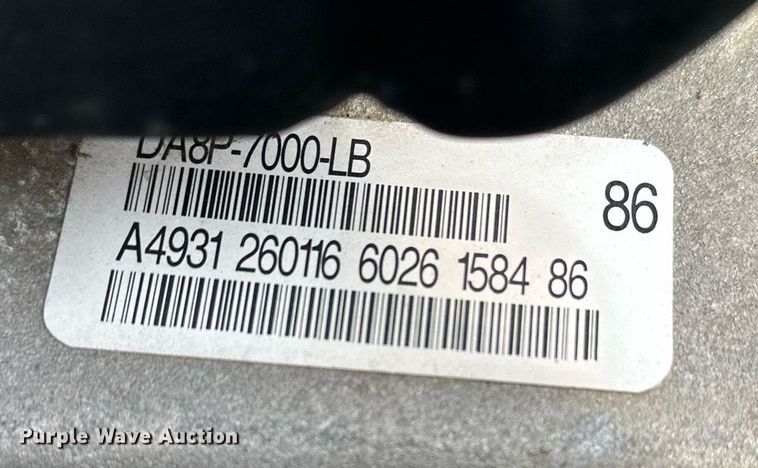 DA8P-7000-LB
86
A4931 260116 6026 1584 86
Purple Wave Auction